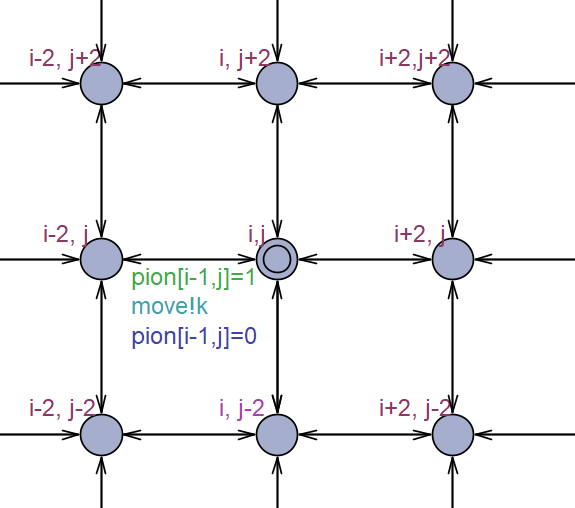 i-2, j+2
i, j+2
i+2,j+2
i-2, j
i,j
i+2, j
pion[i-1,j]=1
move!k
pion[i-1,j]=0
i-2, j-2
i, j-2
i+2, j-2